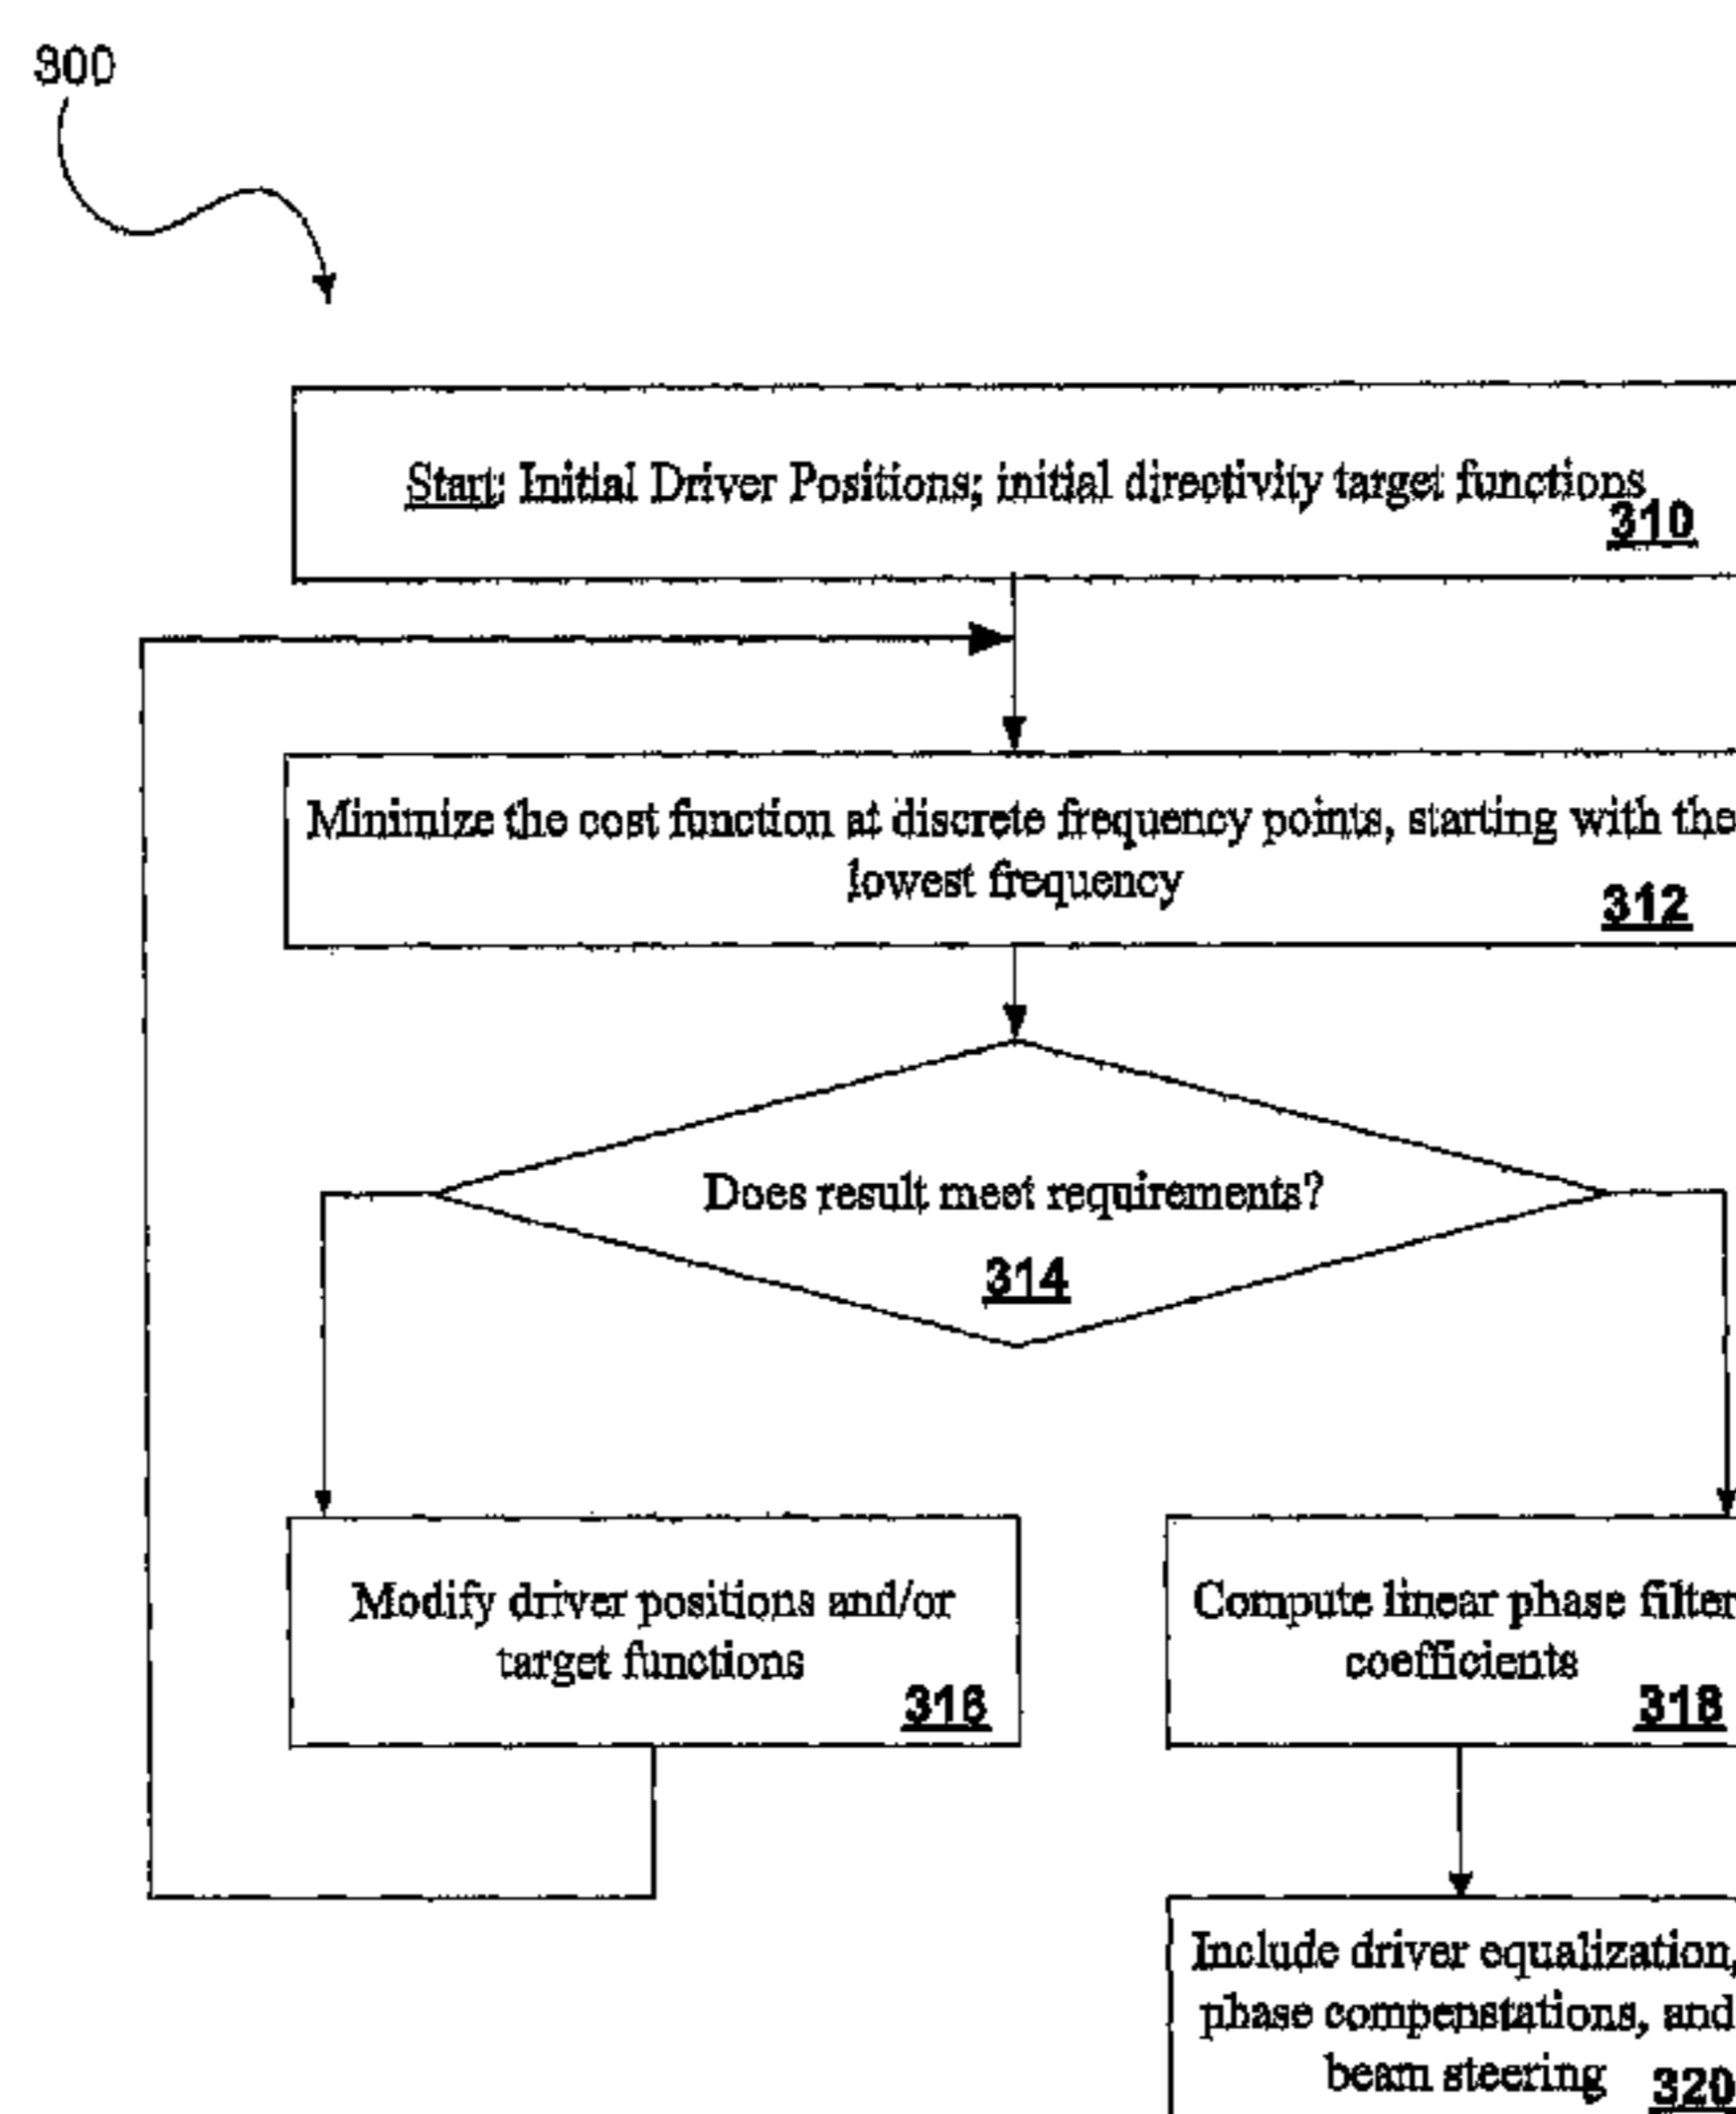 300
Start: Initial Driver Positions; initial directivity target functions
310
Minimize the cost function at discrete frequency points, starting with the
lowest frequency
312
Does result meet requirements?
314
Modify driver positions and/or
target functions
316
Compute linear phase filter
coefficients
318
Include driver equalization,
phase compenstations, and
beam steering
320